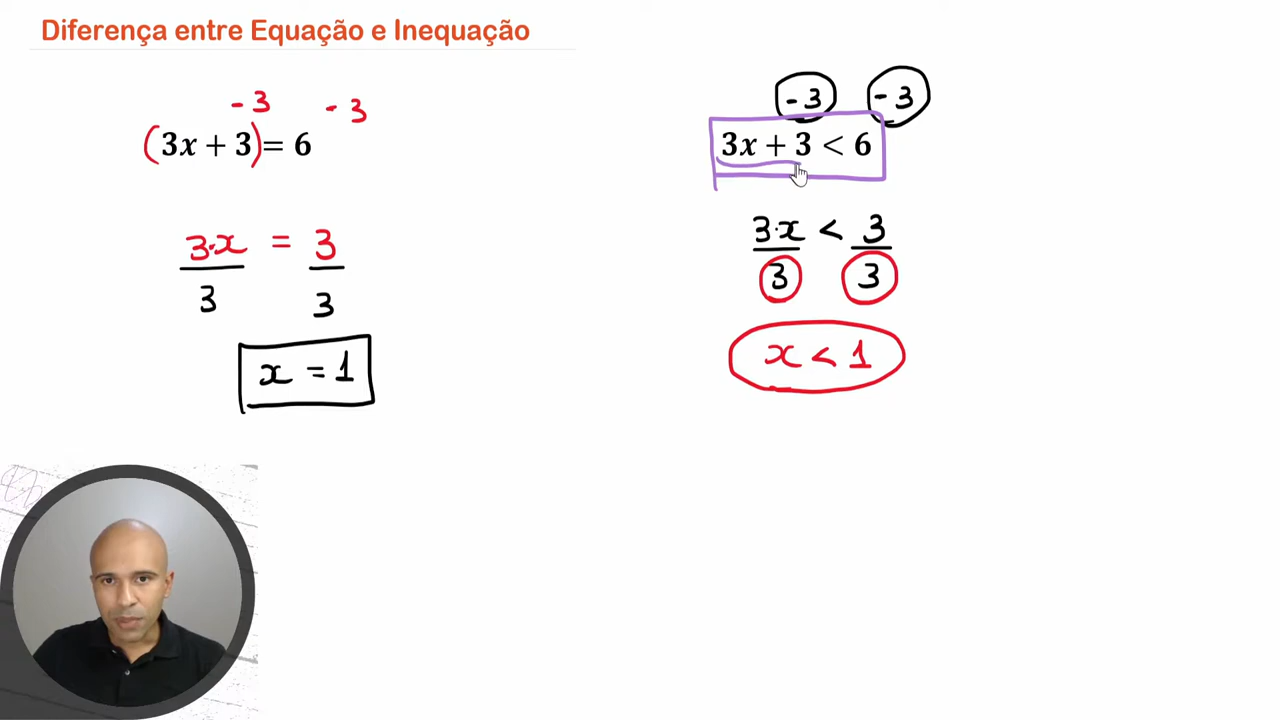 Diferença entre Equação e Inequação
- 3 - 3
(3x + 3) = 6
3·x = 3
3 3
x = 1
- 3 - 3
3x + 3 < 6
3·x < 3
3 3
x < 1